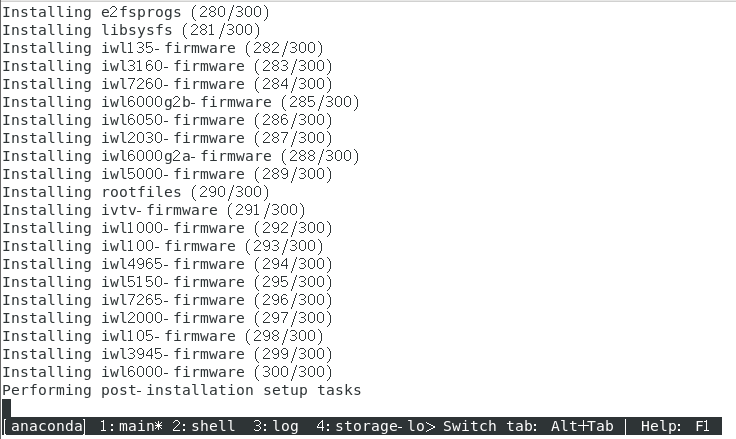 Installing e2fsprogs (280/300)
Installing libsysfs (281/300)
Installing iwl135-firmware (282/300)
Installing iwl3160-firmware (283/300)
Installing iwl7260-firmware (284/300)
Installing iwl6000g2b-firmware (285/300)
Installing iwl6050-firmware (286/300)
Installing iwl2030-firmware (287/300)
Installing iwl6000g2a-firmware (288/300)
Installing iwl5000-firmware (289/300)
Installing rootfiles (290/300)
Installing ivtv-firmware (291/300)
Installing iwl1000-firmware (292/300)
Installing iwl100-firmware (293/300)
Installing iwl4965-firmware (294/300)
Installing iwl5150-firmware (295/300)
Installing iwl7265-firmware (296/300)
Installing iwl2000-firmware (297/300)
Installing iwl105-firmware (298/300)
Installing iwl3945-firmware (299/300)
Installing iwl6000-firmware (300/300)
Performing post-installation setup tasks
[anaconda] 1:main* 2:shell 3:log 4:storage-lo> Switch tab: Alt+Tab | Help: F1